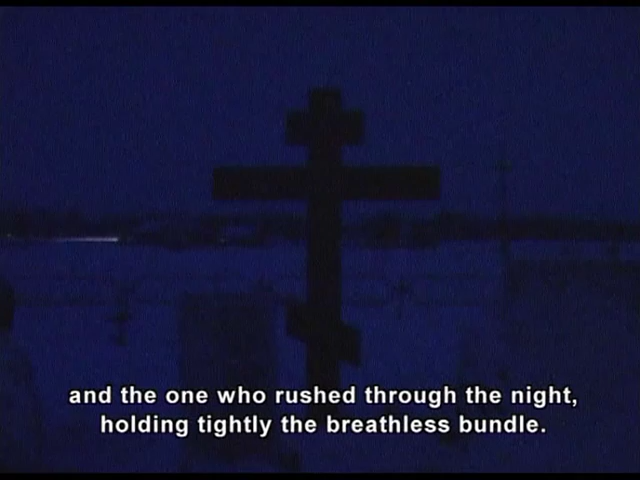 and the one who rushed through the night,
holding tightly the breathless bundle.